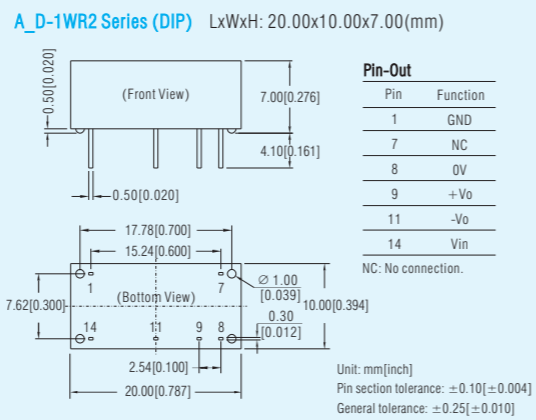 A_D-1WR2 Series (DIP) LxWxH: 20.00x10.00x7.00(mm)
0.50[0.020]
(Front View)
7.00[0.276]
4.10[0.161]
0.50[0.020]
17.78[0.700]
15.24[0.600]
1
7
(Bottom View)
Ø 1.00
[0.039]
7.62[0.300]
10.00[0.394]
0.30
[0.012]
14
11
9
8
2.54[0.100]
20.00[0.787]
Pin-Out
Pin Function
1 GND
7 NC
8 0V
9 +Vo
11 -Vo
14 Vin
NC: No connection.
Unit: mm[inch]
Pin section tolerance: ±0.10[±0.004]
General tolerance: ±0.25[±0.010]